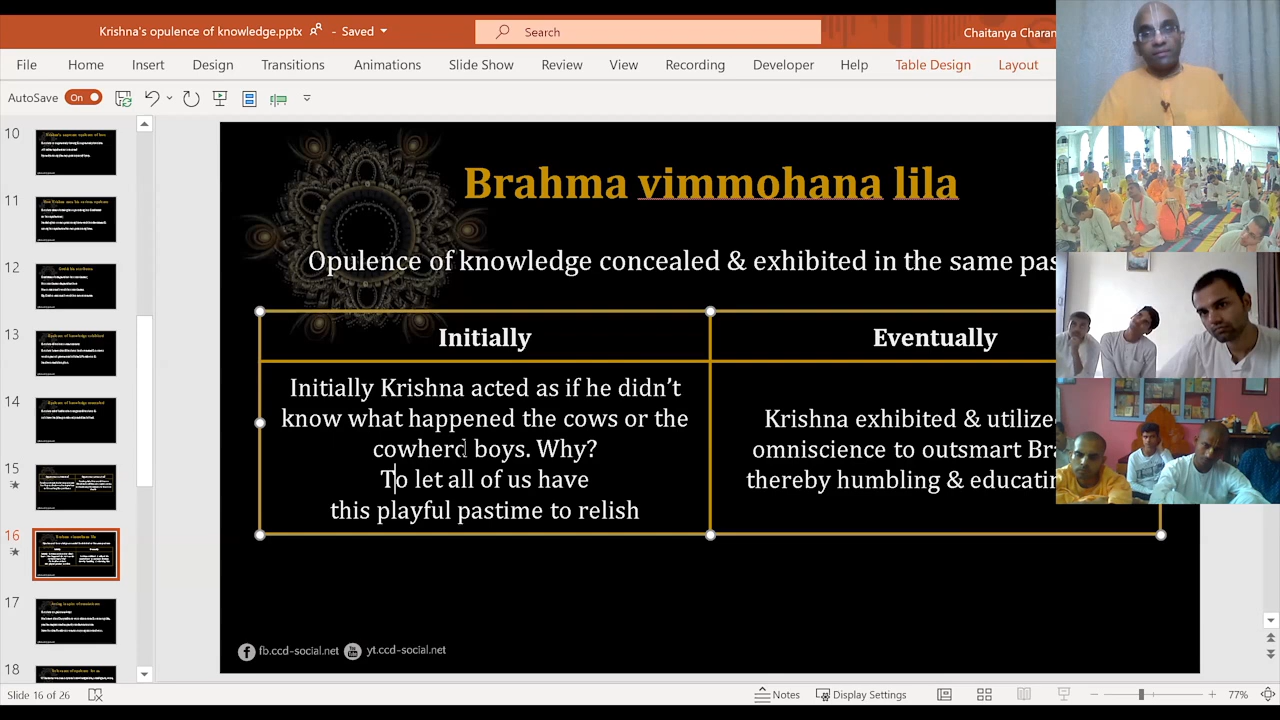 Krishna's opulence of knowledge.pptx - Saved
Search
Chaitanya Charan
File Home Insert Design Transitions Animations Slide Show Review View Recording Developer Help Table Design Layout
AutoSave On
10
11
12
13
14
15
16
17
18
Brahma vimmohana lila
Opulence of knowledge concealed & exhibited in the same pas
Initially
Initially Krishna acted as if he didn't
know what happened the cows or the
cowherd boys. Why?
To let all of us have
this playful pastime to relish
Eventually
Krishna exhibited & utilize
omniscience to outsmart Bra
thereby humbling & educatin
fb.ccd-social.net yt.ccd-social.net
Slide 16 of 26
Notes Display Settings 77%